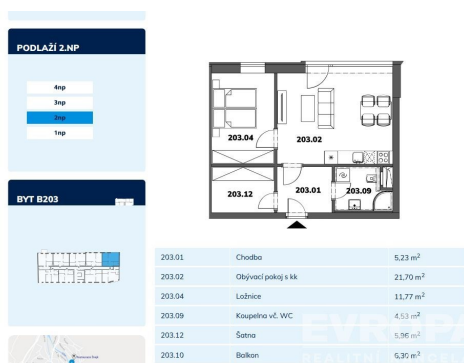 PODLAŽÍ 2.NP
4np
3np
2np
1np
BYT B203
203.04
203.02
203.12
203.01
203.09
203.01 Chodba 5,23 m²
203.02 Obývací pokoj s kk 21,70 m²
203.04 Ložnice 11,77 m²
203.09 Koupelna vč. WC 4,53 m²
203.12 Šatna 5,96 m²
203.10 Balkon 6,30 m²
EVROPA
REALITNÍ